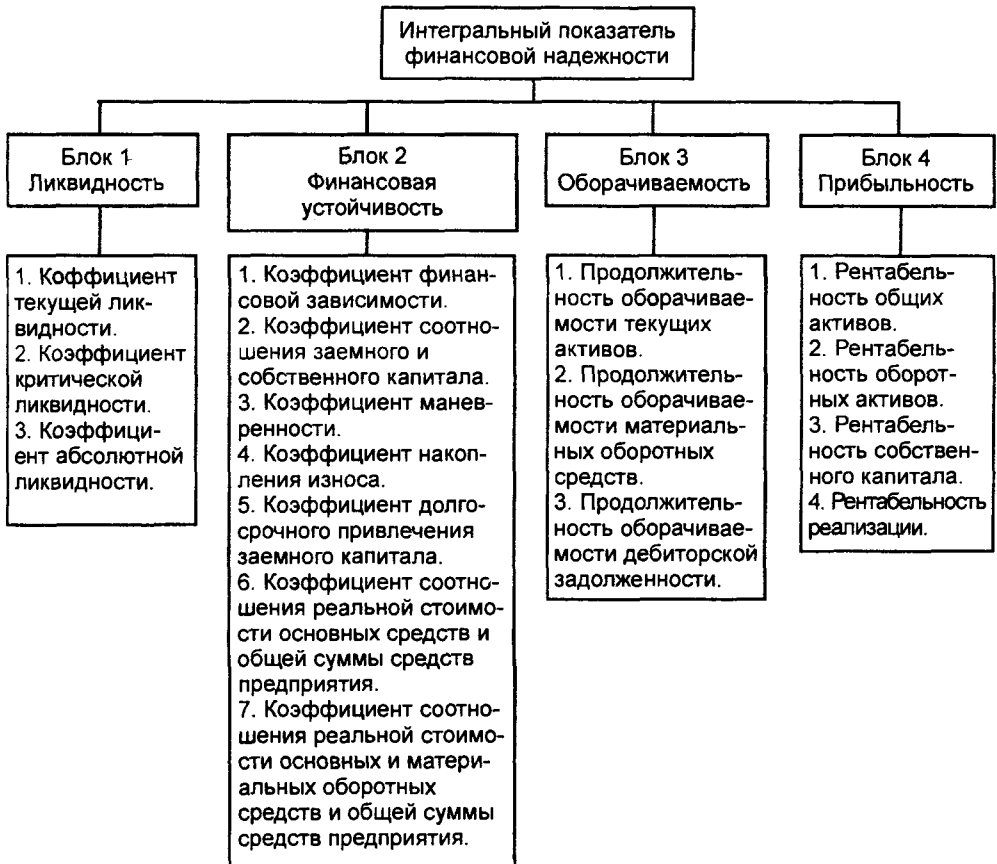 Интегральный показатель
финансовой надежности
Блок 1
Ликвидность
Блок 2
Финансовая
устойчивость
Блок 3
Оборачиваемость
Блок 4
Прибыльность
1. Коффициент
текущей лик-
видности.
2. Коэффициент
критической
ликвидности.
3. Коэффици-
ент абсолютной
ликвидности.
1. Коэффициент финан-
совой зависимости.
2. Коэффициент соотно-
шения заемного и
собственного капитала.
3. Коэффициент манев-
ренности.
4. Коэффициент накоп-
ления износа.
5. Коэффициент долго-
срочного привлечения
заемного капитала.
6. Коэффициент соотно-
шения реальной стоимо-
сти основных средств и
общей суммы средств
предприятия.
7. Коэффициент соотно-
шения реальной стоимо-
сти основных и матери-
альных оборотных
средств и общей суммы
средств предприятия.
1. Продолжитель-
ность оборачивае-
мости текущих
активов.
2. Продолжитель-
ность оборачивае-
мости материаль-
ных оборотных
средств.
3. Продолжитель-
ность оборачивае-
мости дебиторской
задолженности.
1. Рентабель-
ность общих
активов.
2. Рентабель-
ность оборот-
ных активов.
3. Рентабель-
ность собствен-
ного капитала.
4. Рентабельность
реализации.